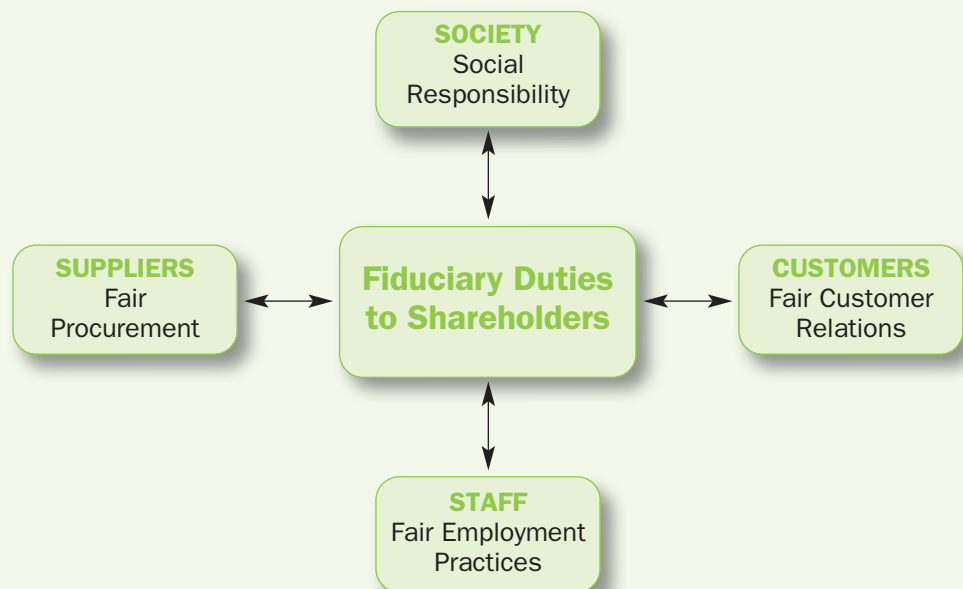 SOCIETY
Social
Responsibility
SUPPLIERS
Fair
Procurement
Fiduciary Duties
to Shareholders
CUSTOMERS
Fair Customer
Relations
STAFF
Fair Employment
Practices